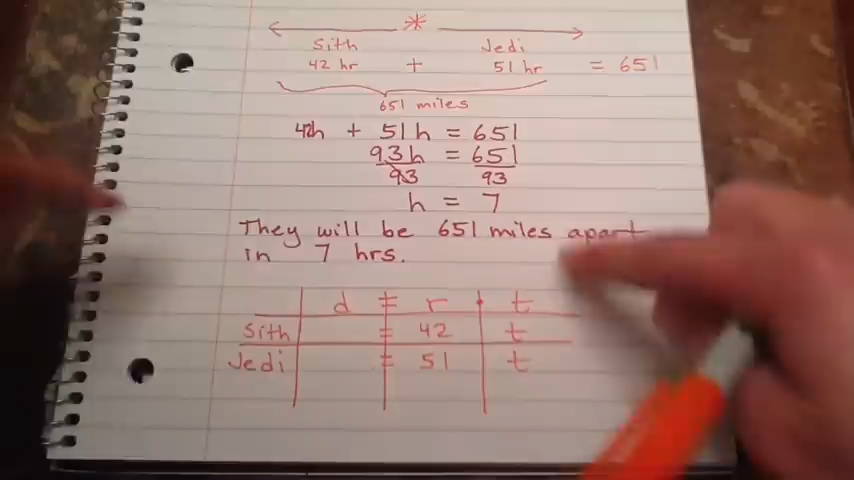 Sith Jedi
42 hr + 51 hr = 651
651 miles
42h + 51h = 651
93h = 651
93 93
h = 7
They will be 651 miles apart
in 7 hrs.
d = r • t
Sith = 42 t
Jedi = 51 t